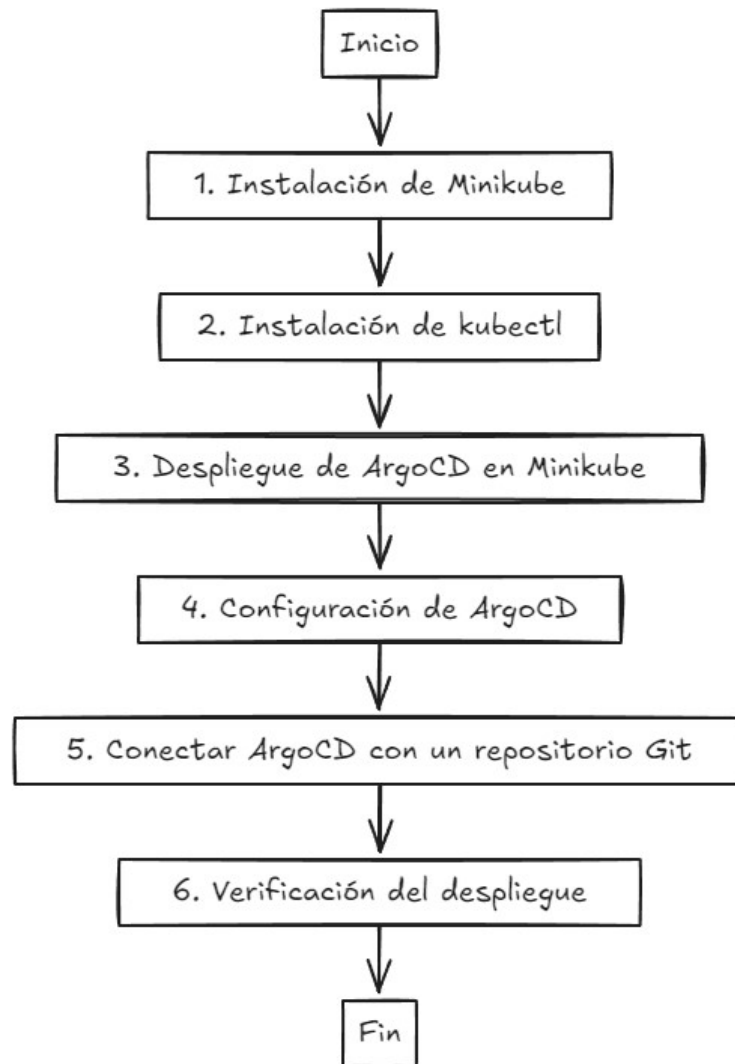 Inicio
1. Instalación de Minikube
2. Instalación de kubectl
3. Despliegue de ArgoCD en Minikube
4. Configuración de ArgoCD
5. Conectar ArgoCD con un repositorio Git
6. Verificación del despliegue
Fin